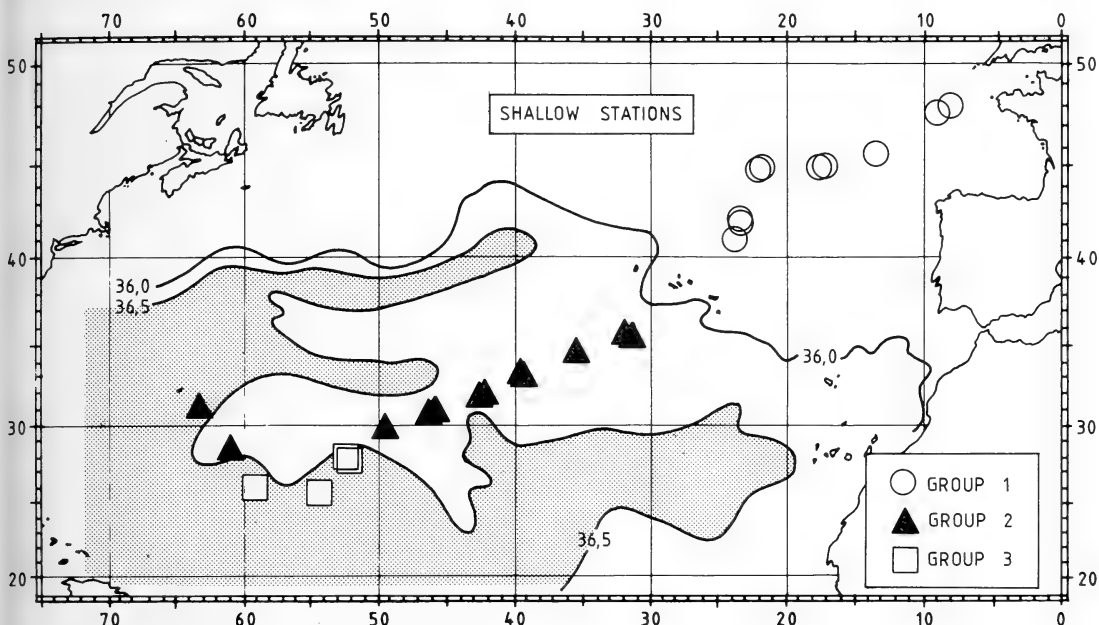 60 50 40 30 20 10 0
50 50
SHALLOW STATIONS
40 40
36,0
36,5
36,0
30 30
GROUP 1
GROUP 2
36,5
GROUP 3
20 20
70 60 50 40 30 20 10 0